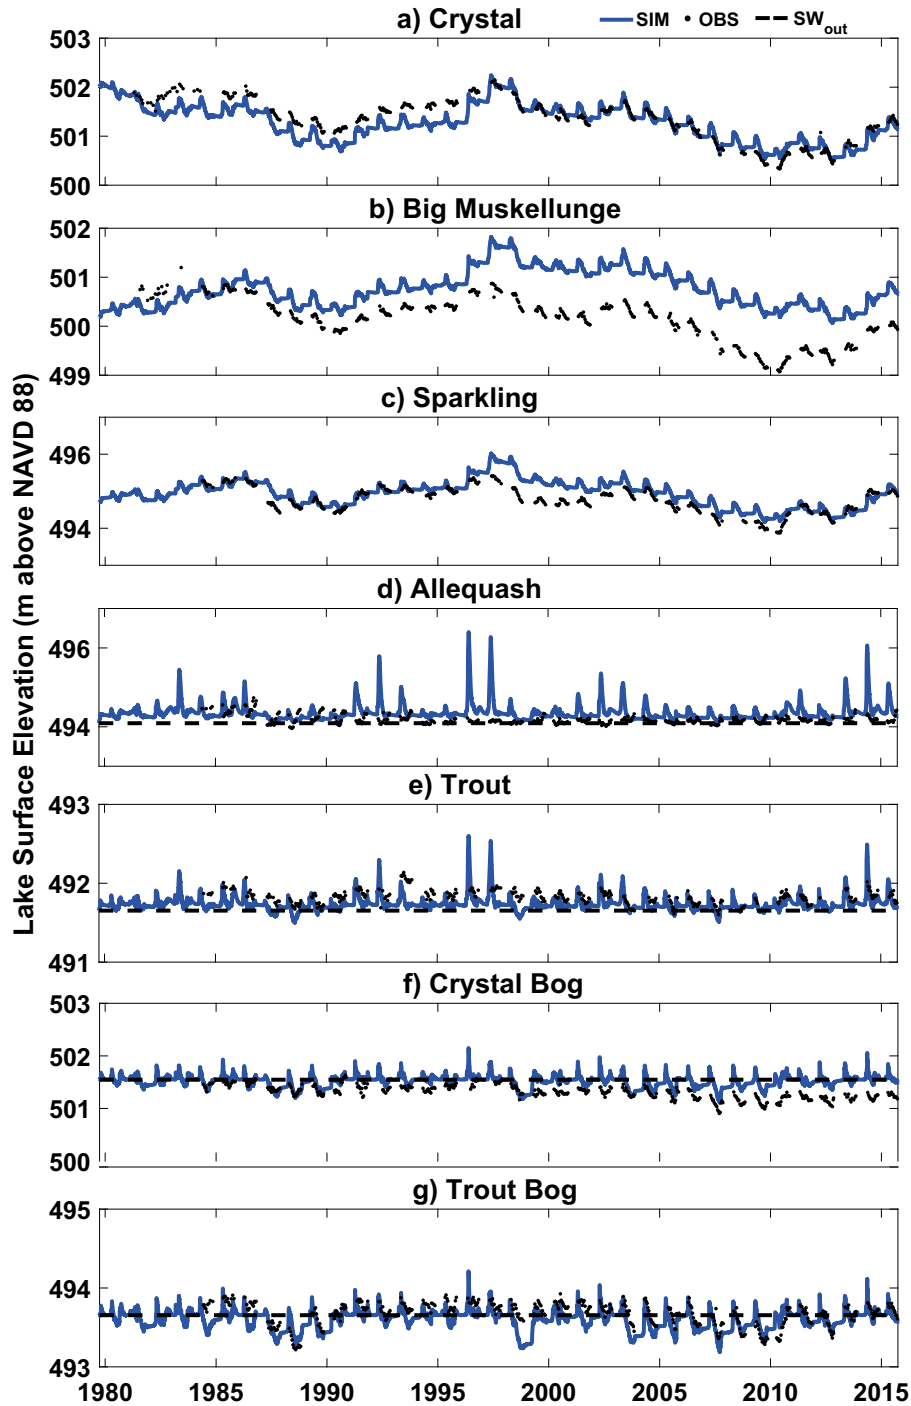 a) Crystal
SIM OBS SWout
503
502
501
500
b) Big Muskellunge
502
501
500
499
c) Sparkling
496
494
d) Allequash
496
494
e) Trout
493
492
491
f) Crystal Bog
503
502
501
500
g) Trout Bog
495
494
493
1980 1985 1990 1995 2000 2005 2010 2015
Lake Surface Elevation (m above NAVD 88)